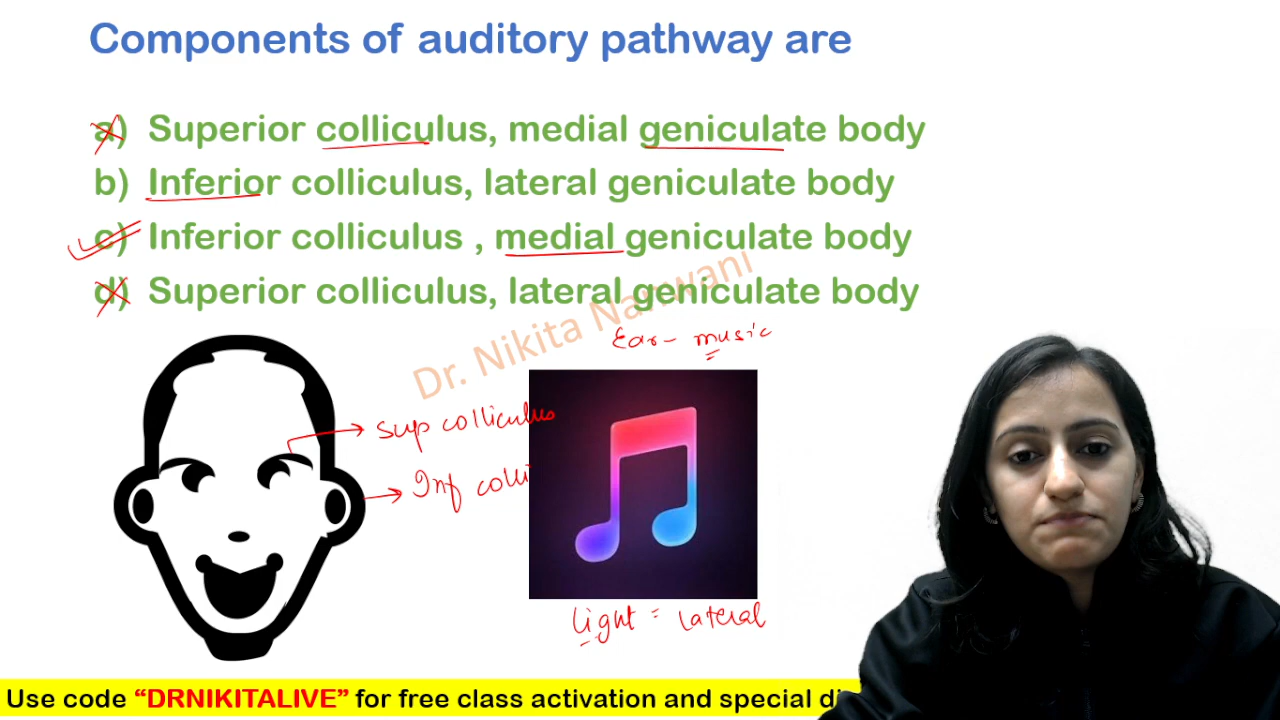 Components of auditory pathway are
a) Superior colliculus, medial geniculate body
b) Inferior colliculus, lateral geniculate body
c) Inferior colliculus , medial geniculate body
d) Superior colliculus, lateral geniculate body
Dr. Nikita Nanwani
Ear- music
sup colliculus
Inf colli
light = lateral
Use code “DRNIKITALIVE” for free class activation and special di